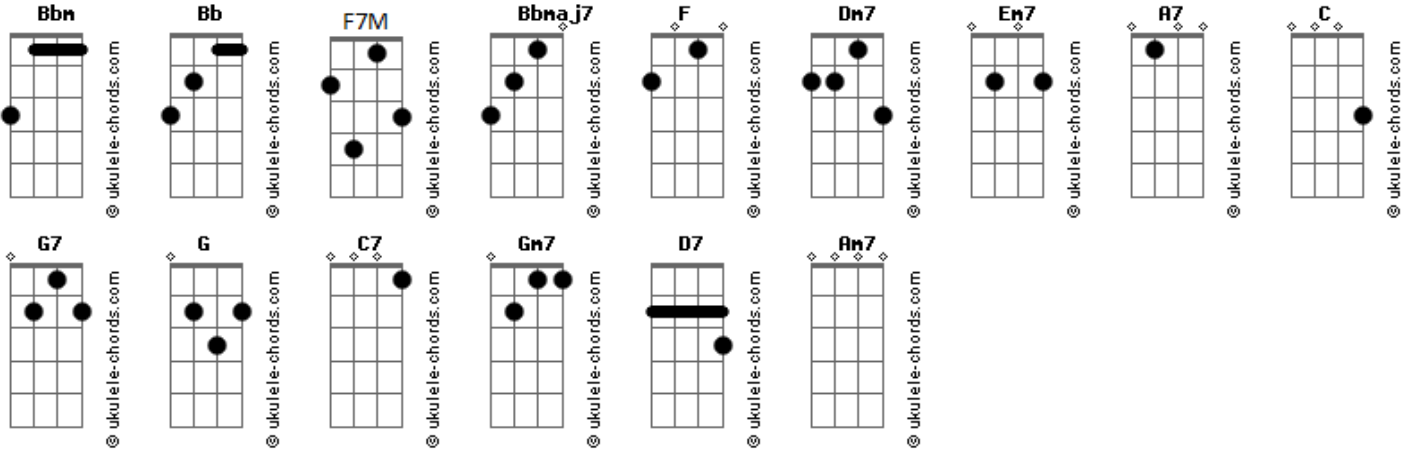 Bbm Bb F7M Bbmaj7 F Dm7 Em7 A7 C
© ukulele-chords.com © ukulele-chords.com © ukulele-chords.com © ukulele-chords.com © ukulele-chords.com © ukulele-chords.com © ukulele-chords.com © ukulele-chords.com © ukulele-chords.com
G7 G C7 Gm7 D7 Am7
© ukulele-chords.com © ukulele-chords.com © ukulele-chords.com © ukulele-chords.com © ukulele-chords.com © ukulele-chords.com